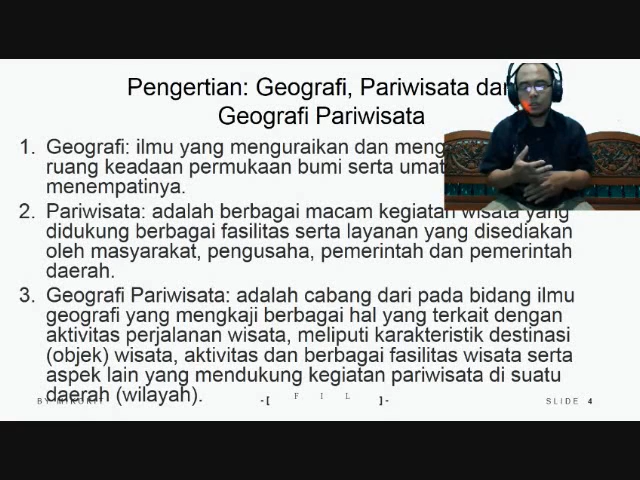 Pengertian: Geografi, Pariwisata dan
Geografi Pariwisata
1. Geografi: ilmu yang menguraikan dan
ruang keadaan permukaan bumi serta
menempatinya.
2. Pariwisata: adalah berbagai macam kegiatan wisata yang
didukung berbagai fasilitas serta layanan yang disediakan
oleh masyarakat, pengusaha, pemerintah dan pemerintah
daerah.
3. Geografi Pariwisata: adalah cabang dari pada bidang ilmu
geografi yang mengkaji berbagai hal yang terkait dengan
aktivitas perjalanan wisata, meliputi karakteristik destinasi
(objek) wisata, aktivitas dan berbagai fasilitas wisata serta
aspek lain yang mendukung kegiatan pariwisata di suatu
daerah (wilayah).
BY - -[ F I L ]- SLIDE 4